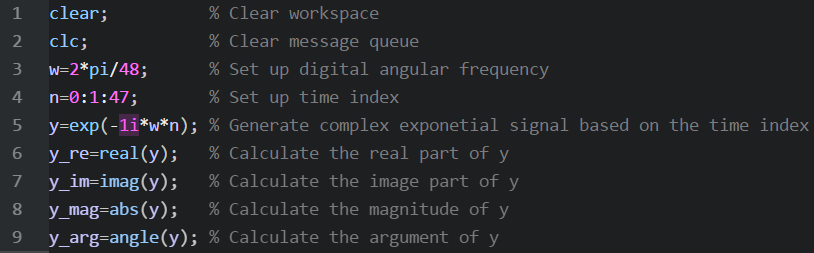 1 clear; % Clear workspace
2 clc; % Clear message queue
3 w=2*pi/48; % Set up digital angular frequency
4 n=0:1:47; % Set up time index
5 y=exp(-1i*w*n); % Generate complex exponetial signal based on the time index
6 y_re=real(y); % Calculate the real part of y
7 y_im=imag(y); % Calculate the image part of y
8 y_mag=abs(y); % Calculate the magnitude of y
9 y_arg=angle(y); % Calculate the argument of y